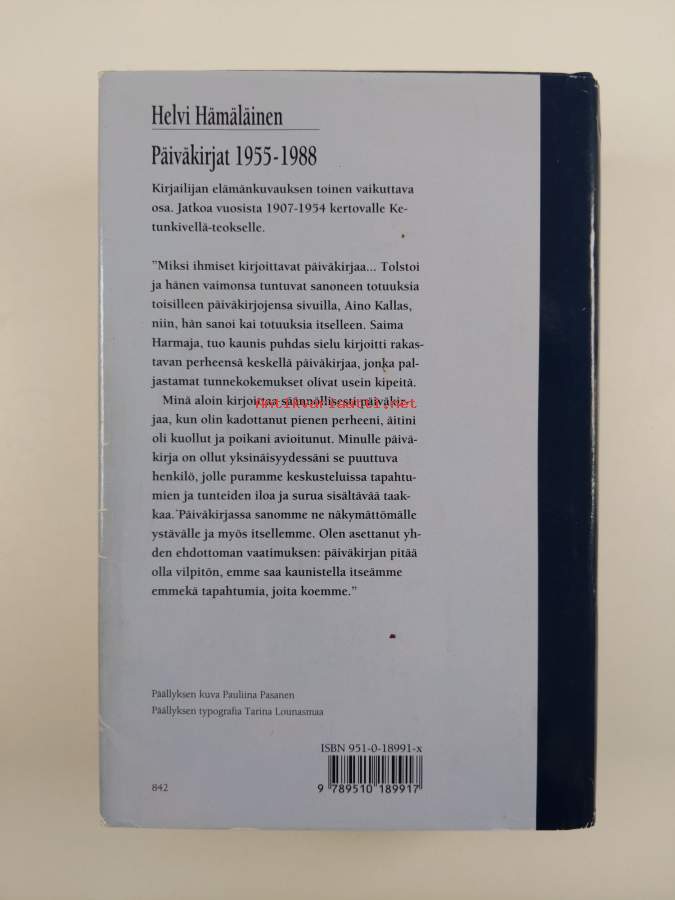 Helvi Hämäläinen
Päiväkirjat 1955-1988
Kirjailijan elämänkuvauksen toinen vaikuttava
osa. Jatkoa vuosista 1907-1954 kertovalle Ke-
tunkivellä-teokselle.
”Miksi ihmiset kirjoittavat päiväkirjaa... Tolstoi
ja hänen vaimonsa tuntuvat sanoneen totuuksia
toisilleen päiväkirjojensa sivuilla, Aino Kallas,
niin, hän sanoi kai totuuksia itselleen. Saima
Harmaja, tuo kaunis puhdas sielu kirjoitti rakas-
tavan perheensä keskellä päiväkirjaa, jonka pal-
jastamat tunnekokemukset olivat usein kipeitä.
Minä aloin kirjoittaa säännöllisesti päiväkir-
Antikvariaatti.net
jaa, kun olin kadottanut pienen perheeni, äitini
oli kuollut ja poikani avioitunut. Minulle päivä-
kirja on ollut yksinäisyydessäni se puuttuva
henkilö, jolle puramme keskusteluissa tapahtu-
mien ja tunteiden iloa ja surua sisältävää taak-
kaa. Päiväkirjassa sanomme ne näkymättömälle
ystävälle ja myös itsellemme. Olen asettanut yh-
den ehdottoman vaatimuksen: päiväkirjan pitää
olla vilpitön, emme saa kaunistella itseämme
emmekä tapahtumia, joita koemme.”
Päällyksen kuva Pauliina Pasanen
Päällyksen typografia Tarina Lounasmaa
ISBN 951-0-18991-x
842
9 789510 189917